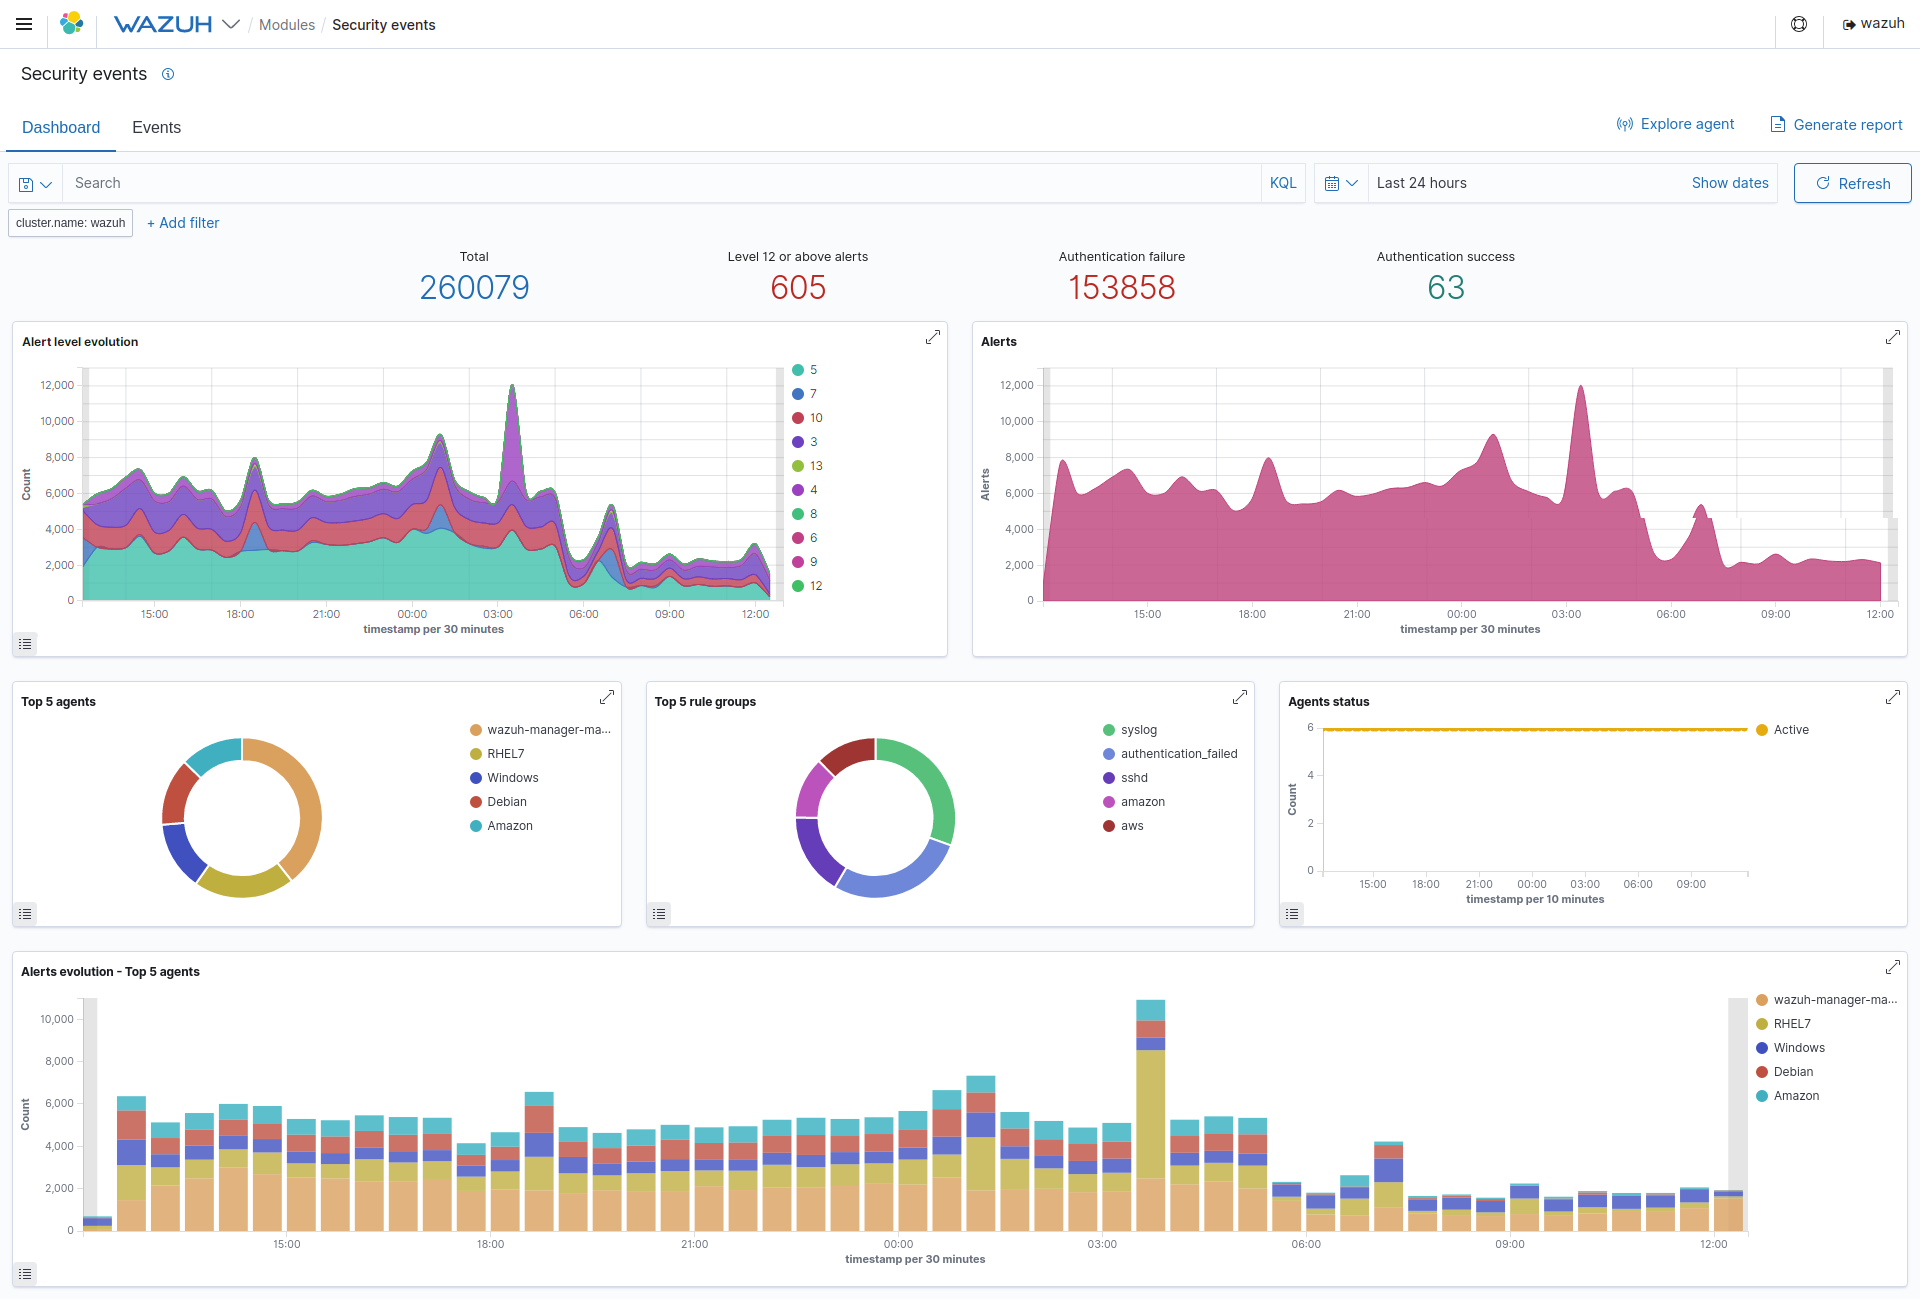 WAZUH / Modules / Security events wazuh
Security events
Dashboard Events Explore agent Generate report
Search KQL Last 24 hours Show dates Refresh
cluster.name: wazuh + Add filter
Total Level 12 or above alerts Authentication failure Authentication success
260079 605 153858 63
Alert level evolution
Count
12,000
10,000
8,000
6,000
4,000
2,000
0
15:00 18:00 21:00 00:00 03:00 06:00 09:00 12:00
timestamp per 30 minutes
5
7
10
3
13
4
8
6
9
12
Alerts
Alerts
12,000
10,000
8,000
6,000
4,000
2,000
0
15:00 18:00 21:00 00:00 03:00 06:00 09:00 12:00
timestamp per 30 minutes
Top 5 agents
wazuh-manager-ma...
RHEL7
Windows
Debian
Amazon
Top 5 rule groups
syslog
authentication_failed
sshd
amazon
aws
Agents status
Count
6
4
2
0
15:00 18:00 21:00 00:00 03:00 06:00 09:00
timestamp per 10 minutes
Active
Alerts evolution - Top 5 agents
Count
10,000
8,000
6,000
4,000
2,000
0
15:00 18:00 21:00 00:00 03:00 06:00 09:00 12:00
timestamp per 30 minutes
wazuh-manager-ma...
RHEL7
Windows
Debian
Amazon